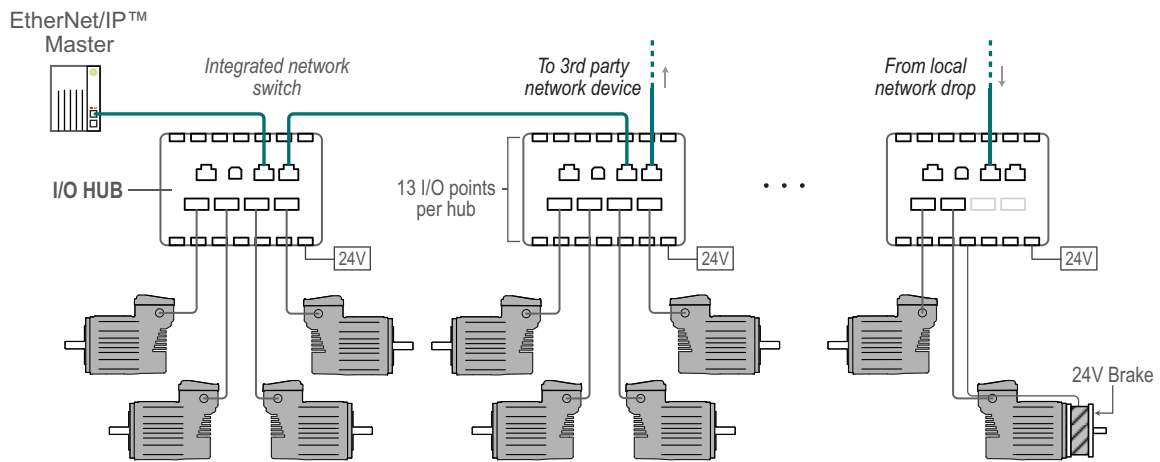 EtherNet/IP™
Master
Integrated network
switch
To 3rd party
network device
From local
network drop
I/O HUB
13 I/O points
per hub
. . .
24V
24V
24V
24V Brake